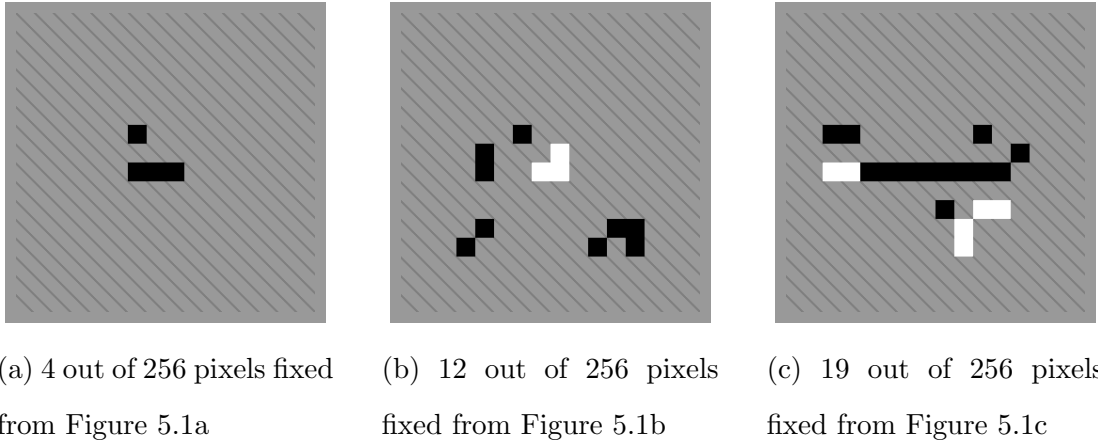 (a) 4 out of 256 pixels fixed
from Figure 5.1a
(b) 12 out of 256 pixels
fixed from Figure 5.1b
(c) 19 out of 256 pixels
fixed from Figure 5.1c